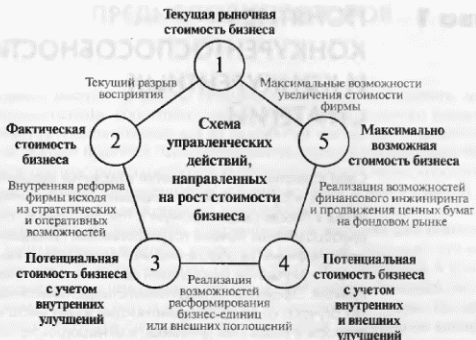 Текущая рыночная
стоимость бизнеса
1
Текущий разрыв
восприятия
Максимальные возможности
увеличения стоимости
фирмы
Фактическая
стоимость бизнеса
2
Схема
управленческих
действий,
направленных
на рост стоимости
бизнеса
5
Максимально
возможная
стоимость бизнеса
Внутренняя реформа
фирмы исходя
из стратегических
и оперативных
возможностей
Реализация возможностей
финансового инжиниринга
и продвижения ценных бумаг
на фондовом рынке
Потенциальная
стоимость бизнеса
с учетом
внутренних
улучшений
3
Реализация
возможностей
расформирования
бизнес-единиц
или внешних поглощений
4
Потенциальная
стоимость бизнеса
с учетом
внутренних
и внешних
улучшений